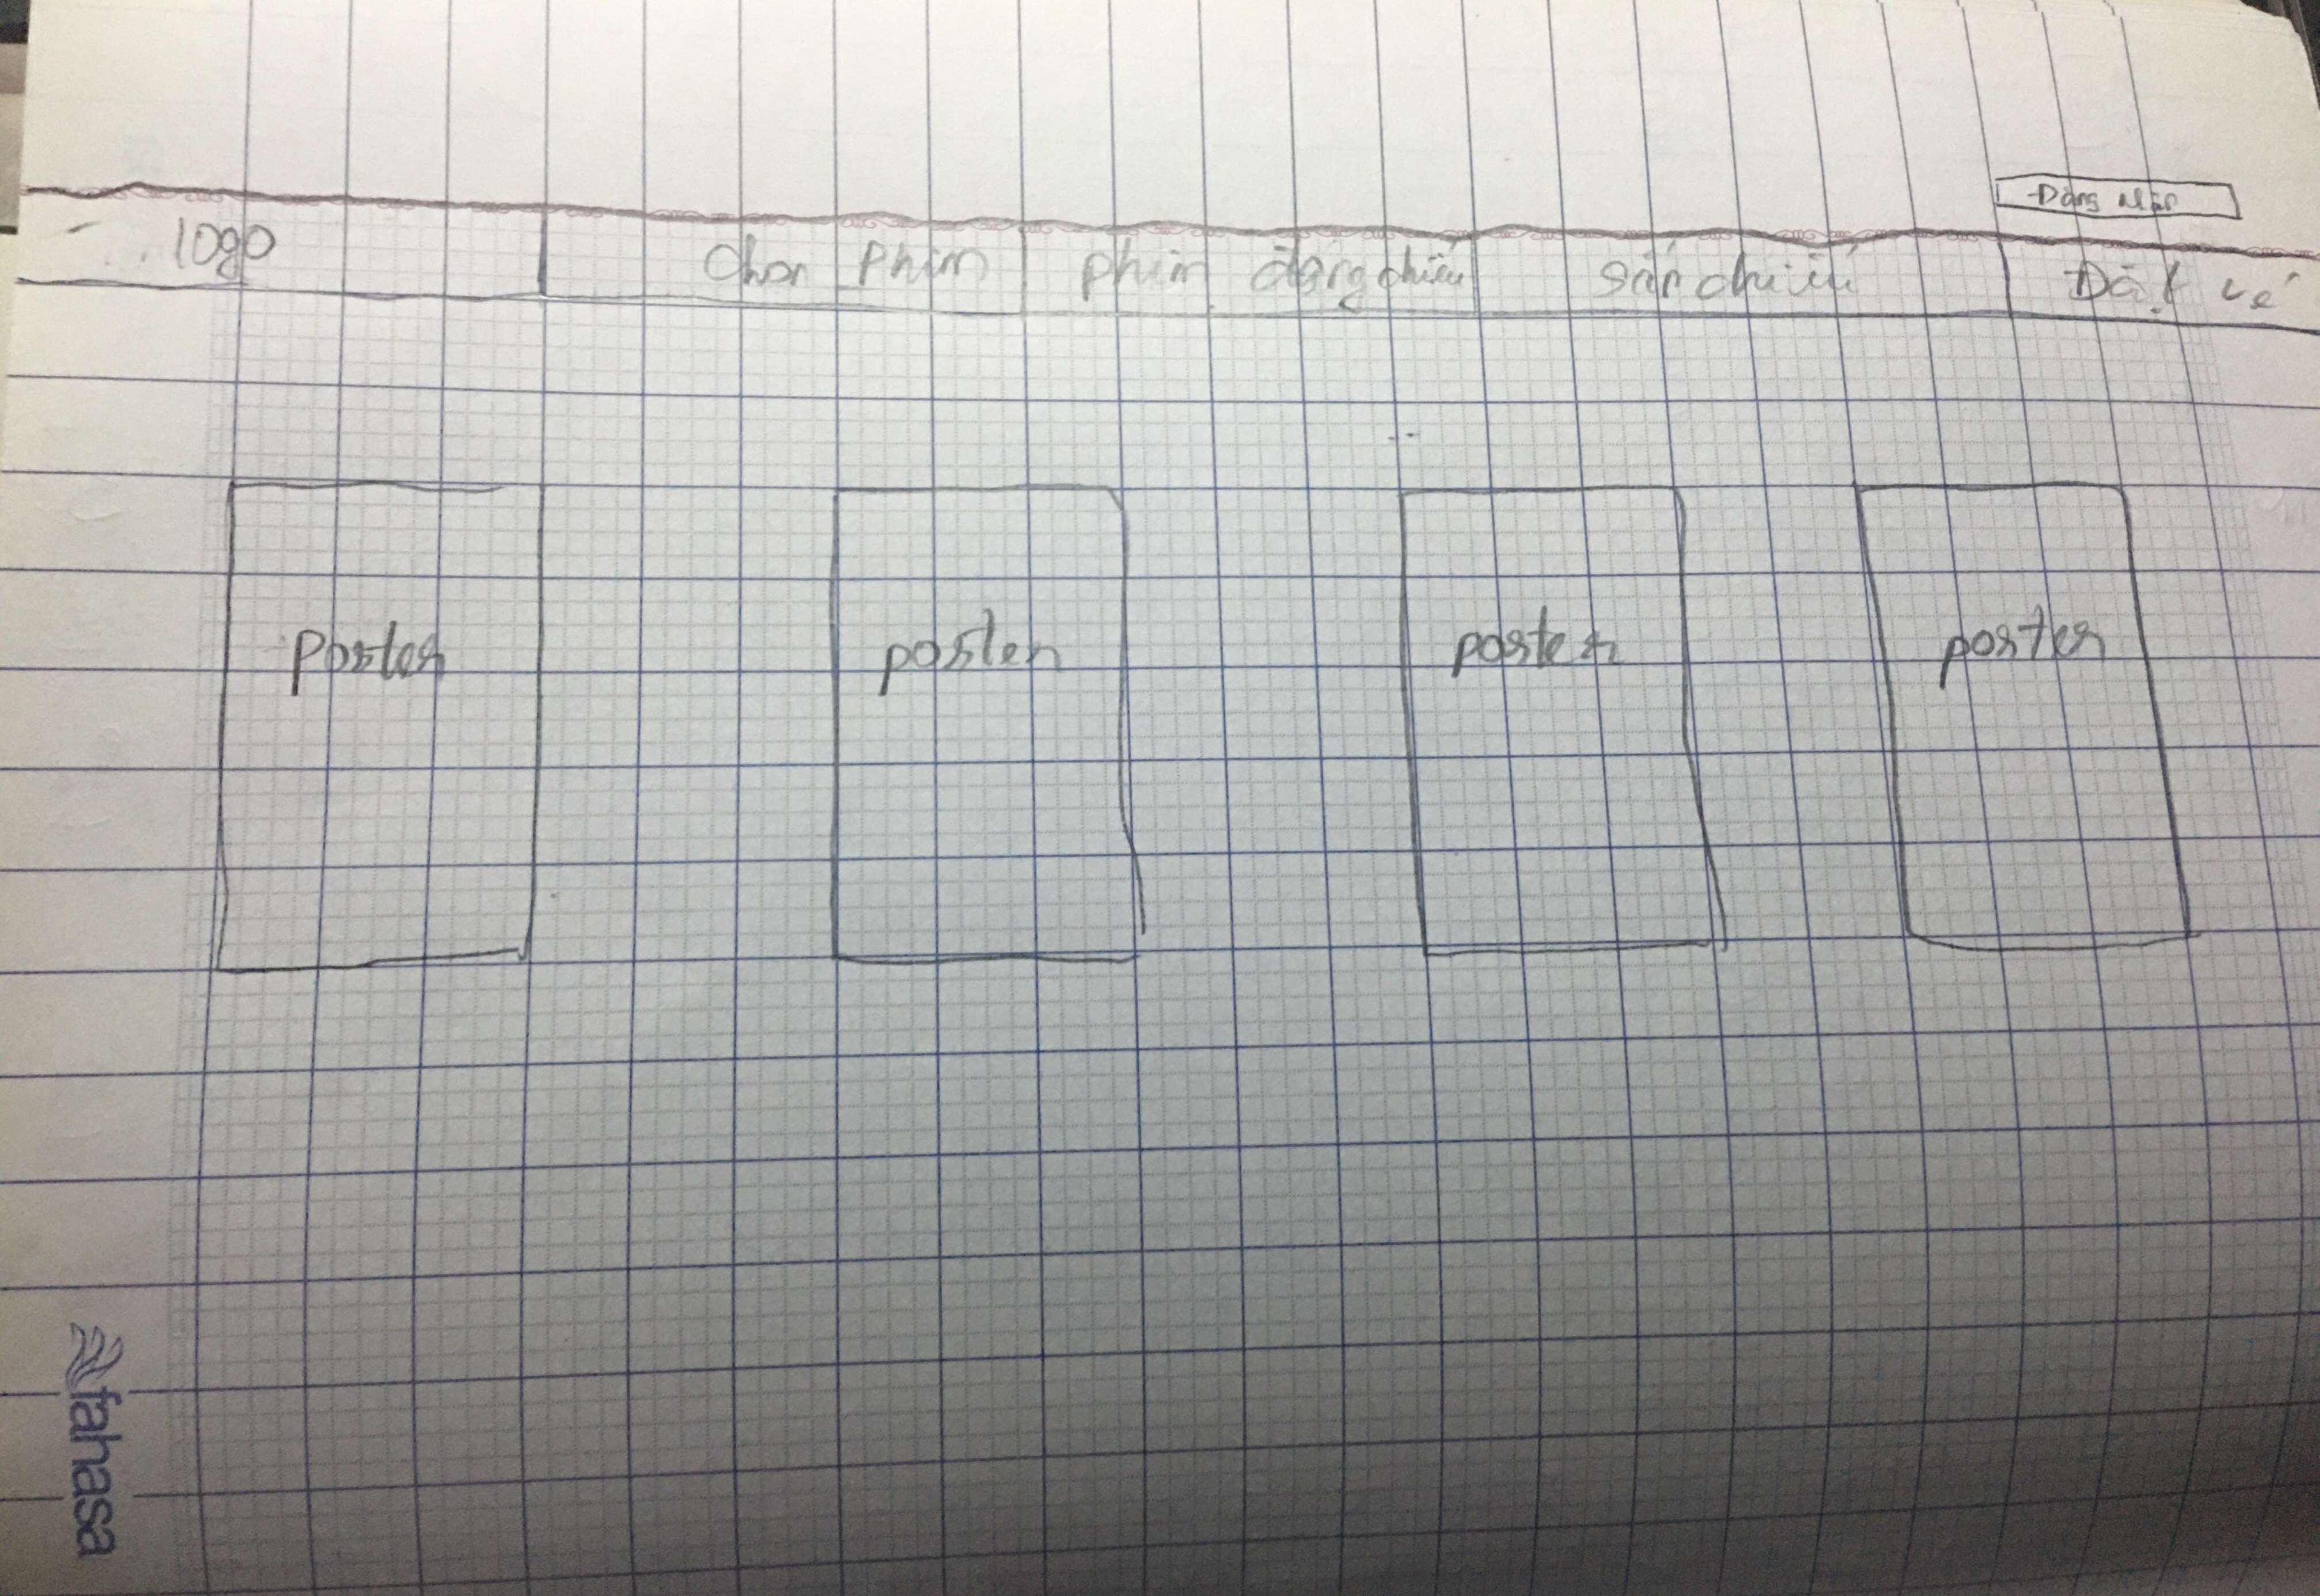 Đăng nhập
logo Chọn Phim phim đang chiếu sắp chiếu Đặt vé
Poster poster poster poster
fahasa